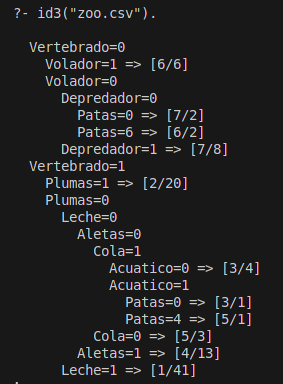 ?- id3("zoo.csv").

  Vertebrado=0
    Volador=1 => [6/6]
    Volador=0
      Depredador=0
        Patas=0 => [7/2]
        Patas=6 => [6/2]
      Depredador=1 => [7/8]
  Vertebrado=1
    Plumas=1 => [2/20]
    Plumas=0
      Leche=0
        Aletas=0
          Cola=1
            Acuatico=0 => [3/4]
            Acuatico=1
              Patas=0 => [3/1]
              Patas=4 => [5/1]
          Cola=0 => [5/3]
        Aletas=1 => [4/13]
      Leche=1 => [1/41]